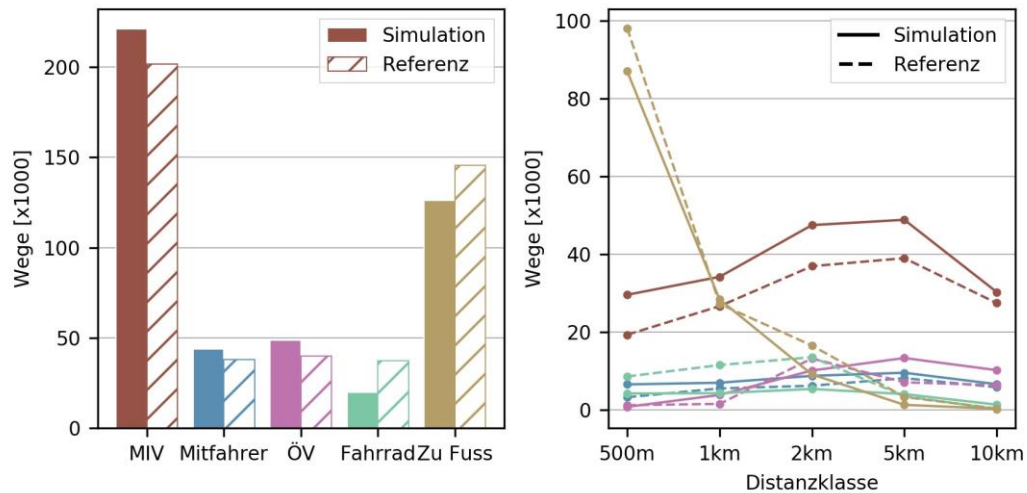 Wege [x1000]
200
150
100
50
0
Simulation
Referenz
MIV Mitfahrer ÖV Fahrrad Zu Fuss
Wege [x1000]
100
80
60
40
20
0
Simulation
Referenz
500m 1km 2km 5km 10km
Distanzklasse